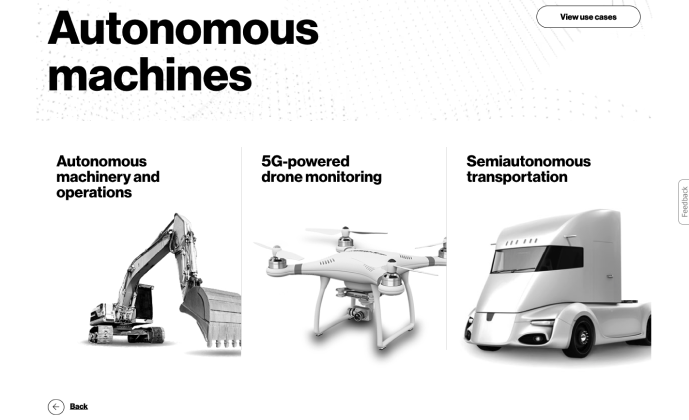 Autonomous
machines
View use cases
Autonomous
machinery and
operations
5G-powered
drone monitoring
Semiautonomous
transportation
Feedback
Back